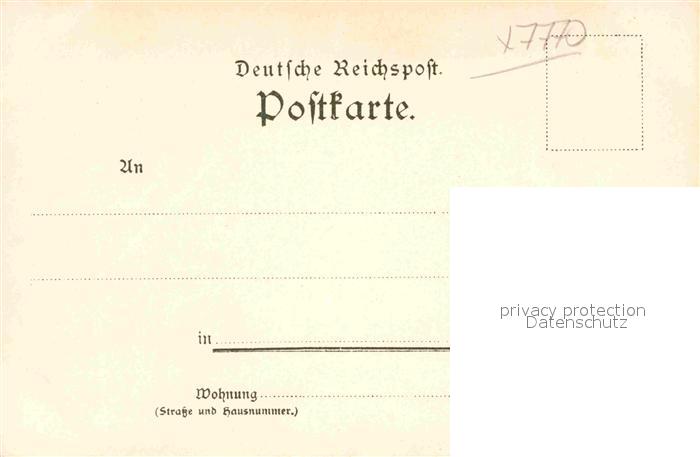 x7770
Deutsche Reichspost.
Postkarte.
An
in
Wohnung
(Straße und Hausnummer.)
privacy protection
Datenschutz